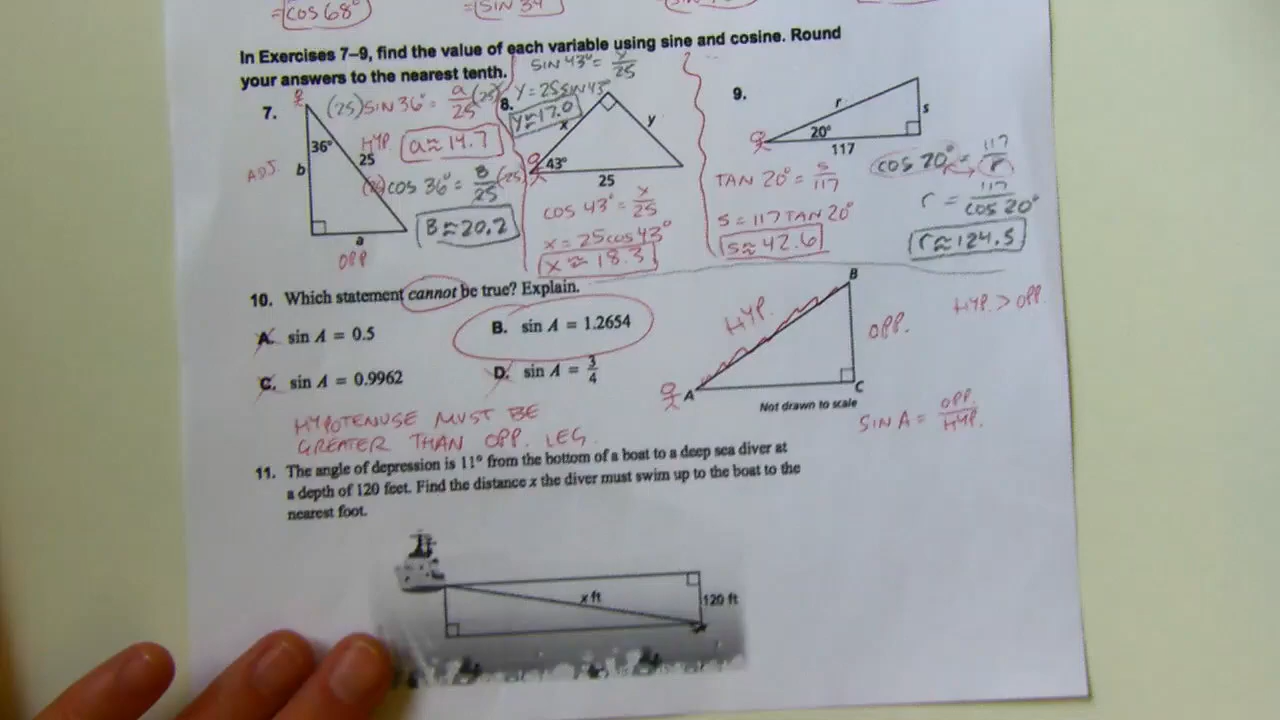 = cos 68°
= SIN 34°
In Exercises 7–9, find the value of each variable using sine and cosine. Round
your answers to the nearest tenth.
7.
(25) SIN 36° = a/25 (25)
HYP.
a ≈ 14.7
36°
25
b
ADJ.
(25) cos 36° = B/25 (25)
B ≈ 20.2
a
OPP
8.
SIN 43° = y/25
y = 25 SIN 43°
y ≈ 17.0
x
y
43°
25
cos 43° = x/25
x = 25 cos 43°
x ≈ 18.3
9.
r
s
20°
117
TAN 20° = s/117
s = 117 TAN 20°
s ≈ 42.6
cos 20° = 117/r
r = 117/cos 20°
r ≈ 124.5
10. Which statement cannot be true? Explain.
A. sin A = 0.5
B. sin A = 1.2654
C. sin A = 0.9962
D. sin A = 3/4
HYPOTENUSE MUST BE
GREATER THAN OPP. LEG.
B
HYP.
OPP.
HYP. > OPP.
A
C
Not drawn to scale
SIN A = OPP./HYP.
11. The angle of depression is 11° from the bottom of a boat to a deep sea diver at
a depth of 120 feet. Find the distance x the diver must swim up to the boat to the
nearest foot.
x ft
120 ft